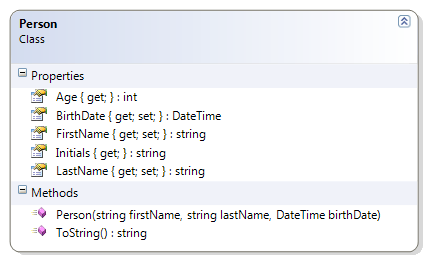 Person
Class
Properties
Age { get; } : int
BirthDate { get; set; } : DateTime
FirstName { get; set; } : string
Initials { get; } : string
LastName { get; set; } : string
Methods
Person(string firstName, string lastName, DateTime birthDate)
ToString() : string